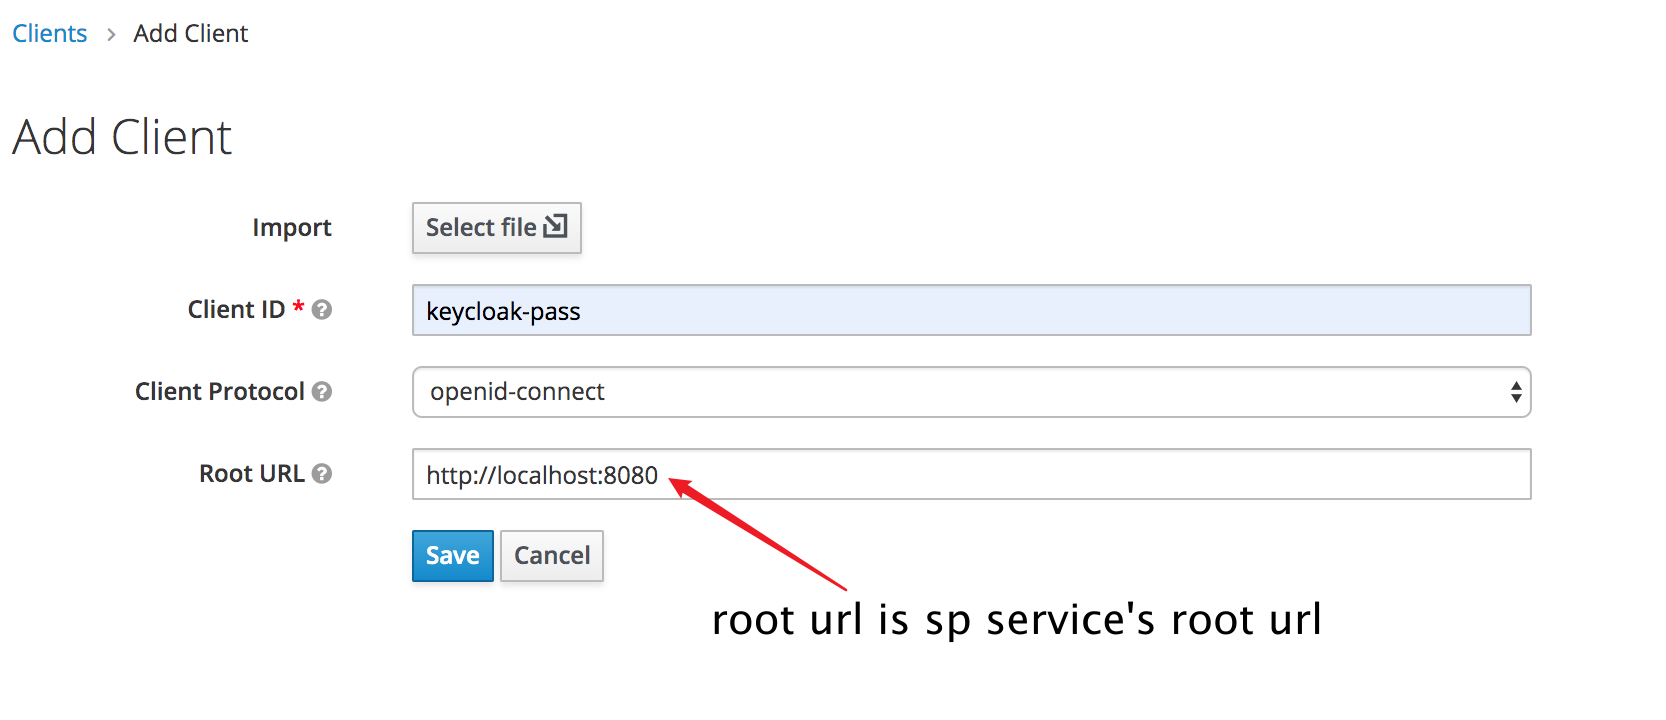 Clients > Add Client
Add Client
Import Select file
Client ID * keycloak-pass
Client Protocol openid-connect
Root URL http://localhost:8080
Save Cancel
root url is sp service's root url